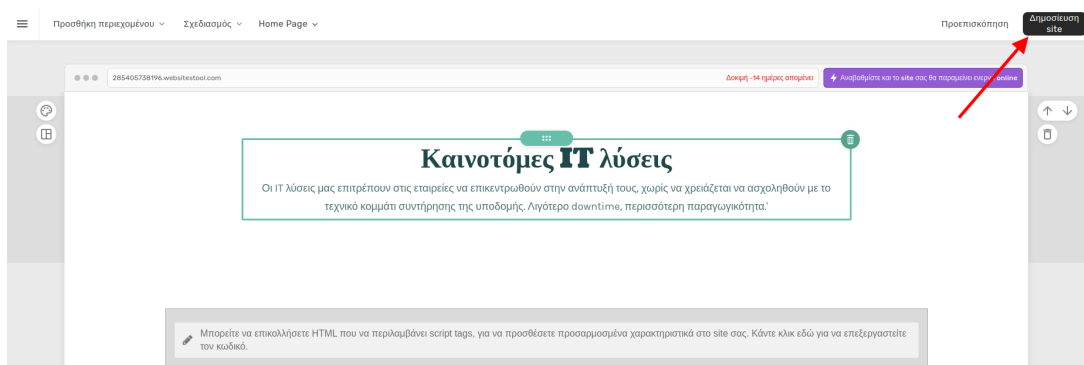 Προσθήκη περιεχομένου Σχεδιασμός Home Page Προεπισκόπηση Δημοσίευση
site
285405738196.websitestool.com Δοκιμή -14 ημέρες απομένει Αναβαθμίστε και το site σας θα παραμείνει ενεργό online
Καινοτόμες IT λύσεις
Οι IT λύσεις μας επιτρέπουν στις εταιρείες να επικεντρωθούν στην ανάπτυξή τους, χωρίς να χρειάζεται να ασχοληθούν με το
τεχνικό κομμάτι συντήρησης της υποδομής. Λιγότερο downtime, περισσότερη παραγωγικότητα.'
Μπορείτε να επικολλήσετε HTML που να περιλαμβάνει script tags, για να προσθέσετε προσαρμοσμένα χαρακτηριστικά στο site σας. Κάντε κλικ εδώ για να επεξεργαστείτε
τον κωδικό.